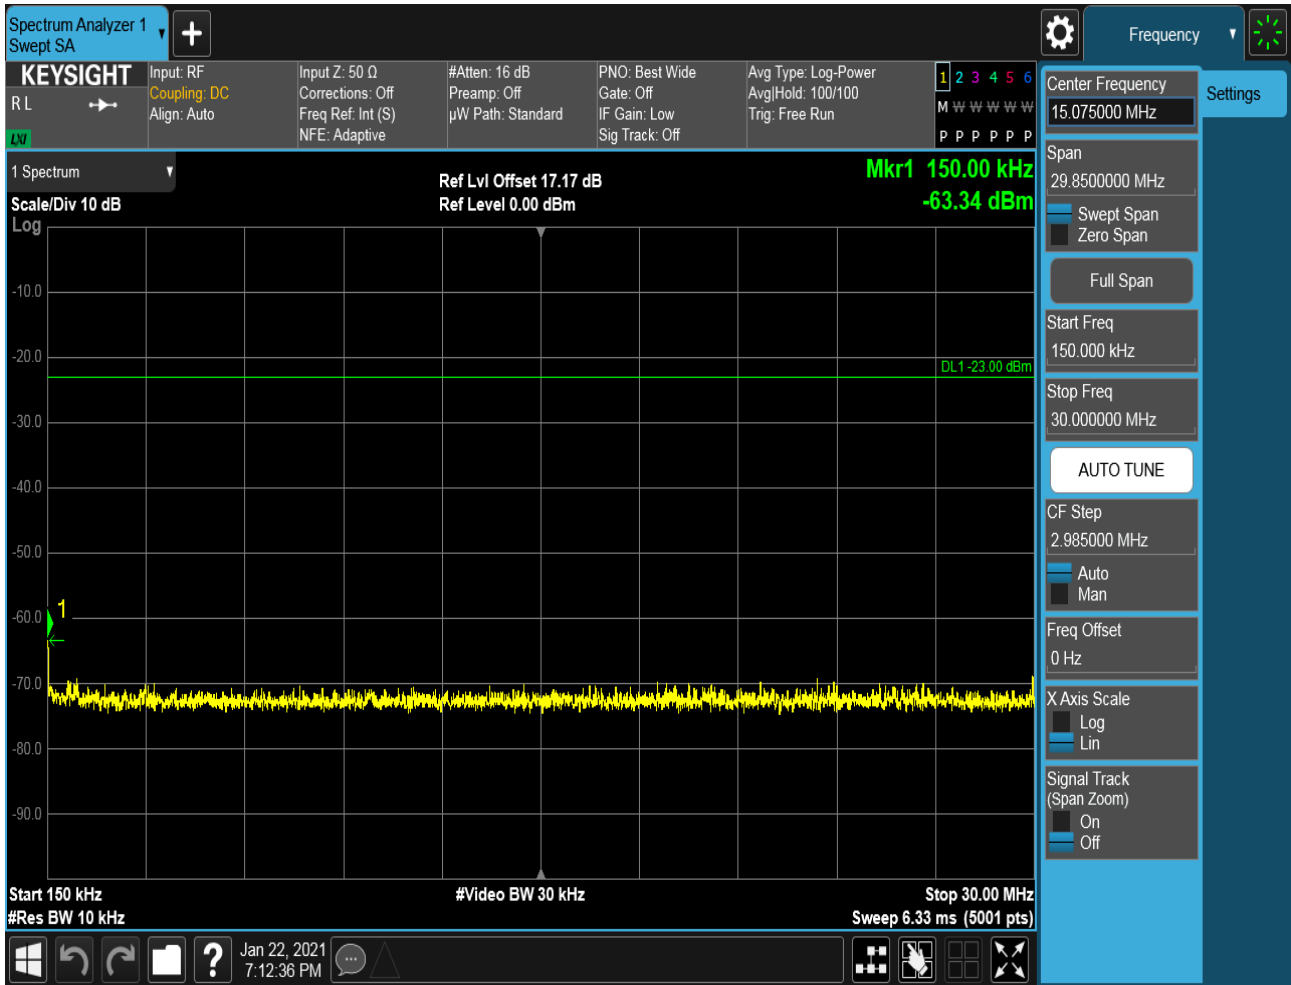 Spectrum Analyzer 1
Swept SA
Frequency
KEYSIGHT
R L
LXI
Input: RF
Coupling: DC
Align: Auto
Input Z: 50 Ω
Corrections: Off
Freq Ref: Int (S)
NFE: Adaptive
#Atten: 16 dB
Preamp: Off
µW Path: Standard
PNO: Best Wide
Gate: Off
IF Gain: Low
Sig Track: Off
Avg Type: Log-Power
Avg|Hold: 100/100
Trig: Free Run
1 2 3 4 5 6
M W W W W W
P P P P P P
1 Spectrum
Scale/Div 10 dB
Log
Ref Lvl Offset 17.17 dB
Ref Level 0.00 dBm
Mkr1 150.00 kHz
-63.34 dBm
-10.0
-20.0
DL1 -23.00 dBm
-30.0
-40.0
-50.0
-60.0
1
-70.0
-80.0
-90.0
Start 150 kHz
#Video BW 30 kHz
Stop 30.00 MHz
#Res BW 10 kHz
Sweep 6.33 ms (5001 pts)
?
Jan 22, 2021
7:12:36 PM
Center Frequency
15.075000 MHz
Settings
Span
29.8500000 MHz
Swept Span
Zero Span
Full Span
Start Freq
150.000 kHz
Stop Freq
30.000000 MHz
AUTO TUNE
CF Step
2.985000 MHz
Auto
Man
Freq Offset
0 Hz
X Axis Scale
Log
Lin
Signal Track
(Span Zoom)
On
Off